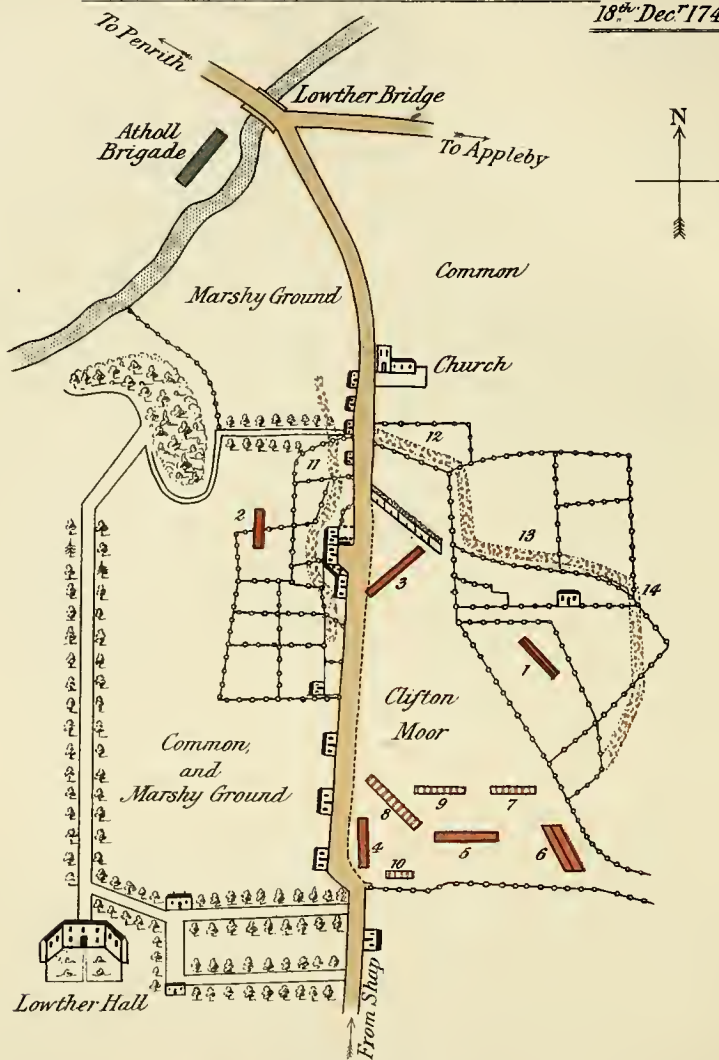 18th Decr 174
To Penrith
Lowther Bridge
Atholl
Brigade
To Appleby
N
Marshy Ground
Common
Church
12
11
2
13
3
14
1
Clifton
Moor
Common,
and
Marshy Ground
9
7
8
4
5
6
10
Lowther Hall
From Shap